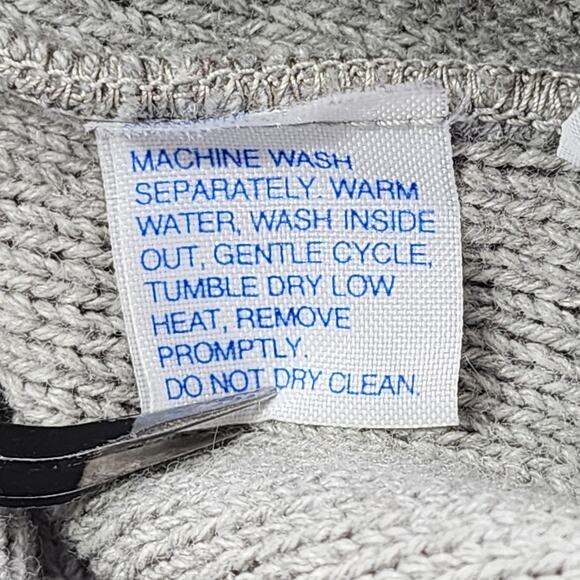 MACHINE WASH
SEPARATELY. WARM
WATER, WASH INSIDE
OUT, GENTLE CYCLE,
TUMBLE DRY LOW
HEAT, REMOVE
PROMPTLY.
DO NOT DRY CLEAN.